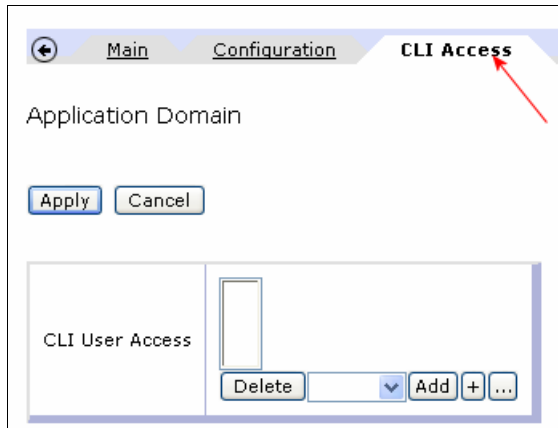 Main Configuration CLI Access
Application Domain
Apply Cancel
CLI User Access
Delete Add + ...